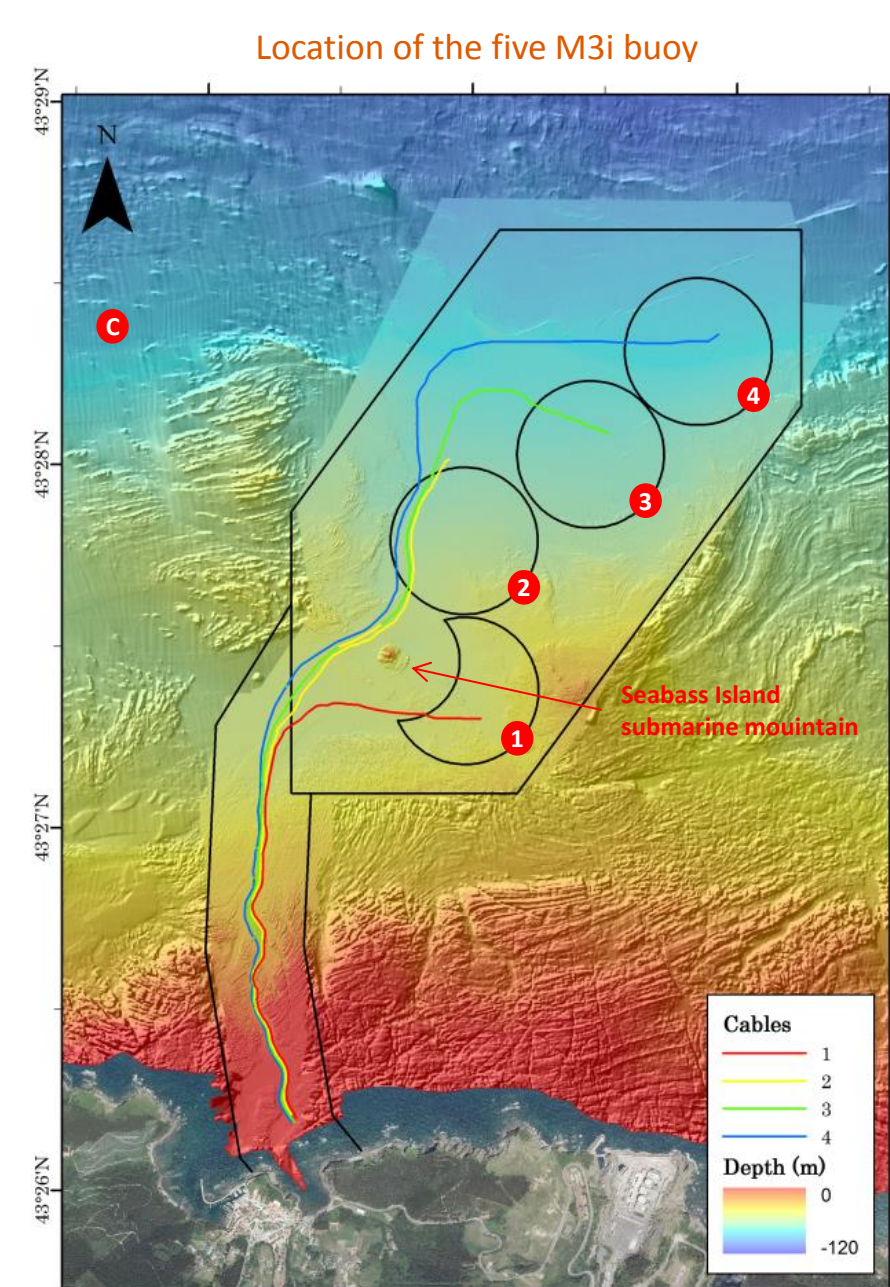 Location of the five M3i buoy
43°29'N
N
C
4
43°28'N
3
2
Seabass Island
submarine mouintain
1
43°27'N
Cables
1
2
3
4
Depth (m)
0
-120
43°26'N